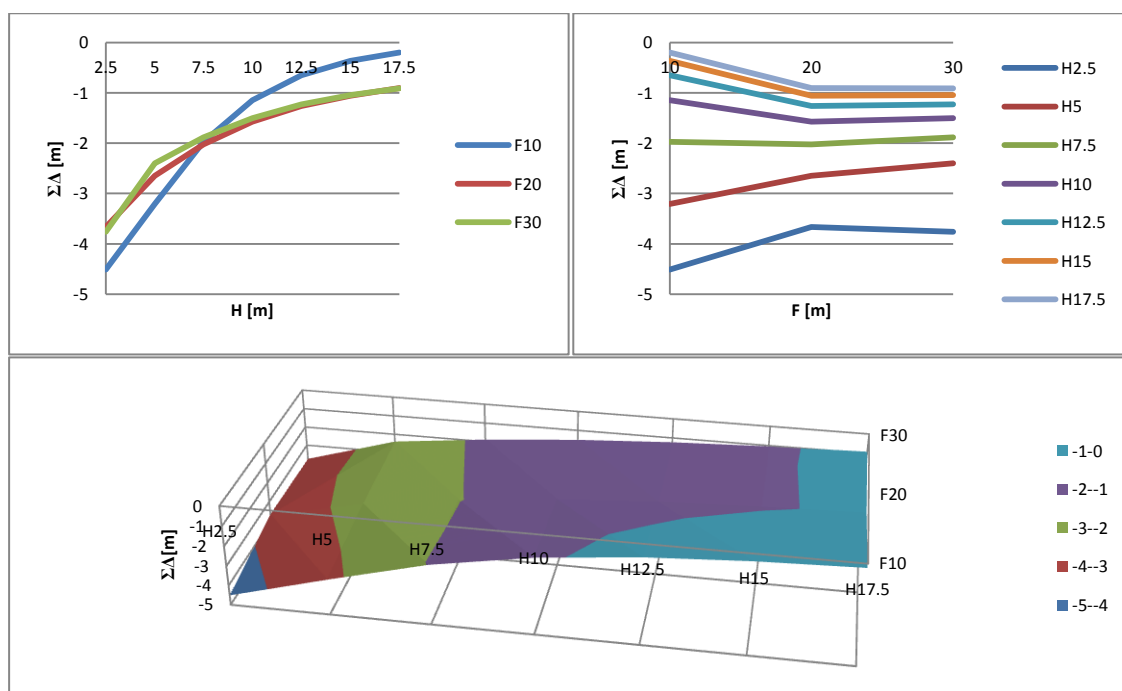 0
2.5 5 7.5 10 12.5 15 17.5
-1
-2
-3
-4
-5
ΣΔ [m]
H [m]
F10
F20
F30
0
10 20 30
-1
-2
-3
-4
-5
ΣΔ [m ]
F [m]
H2.5
H5
H7.5
H10
H12.5
H15
H17.5
F30
F20
F10
0
-1
-2
-3
-4
-5
ΣΔ[m]
H2.5
H5
H7.5
H10
H12.5
H15
H17.5
-1-0
-2--1
-3--2
-4--3
-5--4